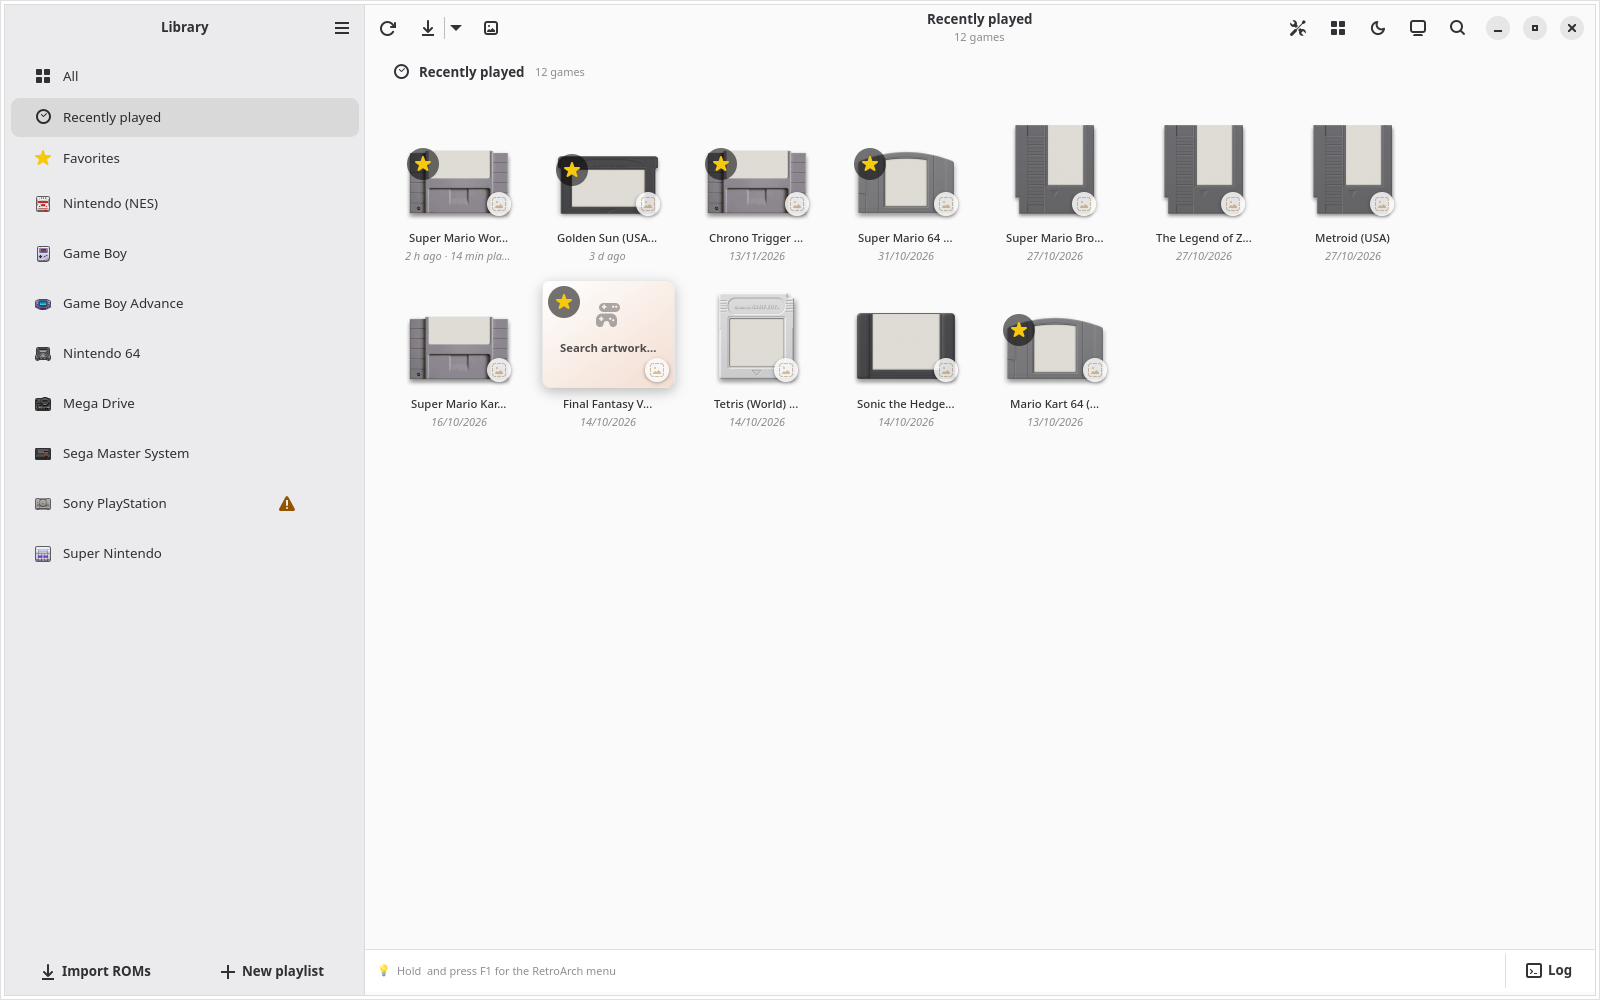 Library
Recently played
12 games
All
Recently played
Favorites
Nintendo (NES)
Game Boy
Game Boy Advance
Nintendo 64
Mega Drive
Sega Master System
Sony PlayStation
Super Nintendo
Recently played 12 games
Super Mario Wor...
2 h ago · 14 min pla...
Golden Sun (USA...
3 d ago
Chrono Trigger ...
13/11/2026
Super Mario 64 ...
31/10/2026
Super Mario Bro...
27/10/2026
The Legend of Z...
27/10/2026
Metroid (USA)
27/10/2026
Super Mario Kar...
16/10/2026
Search artwork...
Final Fantasy V...
14/10/2026
Tetris (World) ...
14/10/2026
Sonic the Hedge...
14/10/2026
Mario Kart 64 (...
13/10/2026
Import ROMs
New playlist
Hold  and press F1 for the RetroArch menu
Log